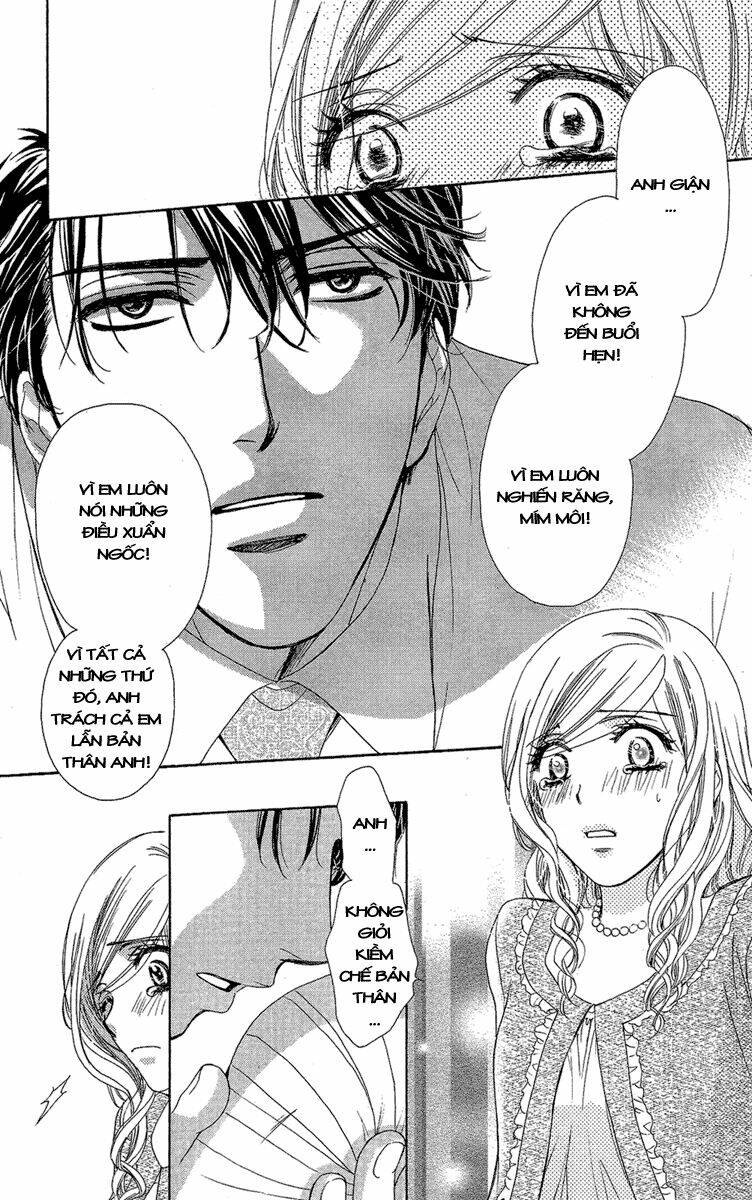 ANH GIẬN
...
VÌ EM ĐÃ
KHÔNG
ĐẾN BUỔI
HẸN!
VÌ EM LUÔN
NGHIẾN RĂNG,
MÍM MÔI!
VÌ EM LUÔN
NÓI NHỮNG
ĐIỀU XUẨN
NGỐC!
VÌ TẤT CẢ
NHỮNG THỨ
ĐÓ, ANH
TRÁCH CẢ EM
LẪN BẢN
THÂN ANH!
ANH
...
KHÔNG
GIỎI
KIỀM
CHẾ BẢN
THÂN
...